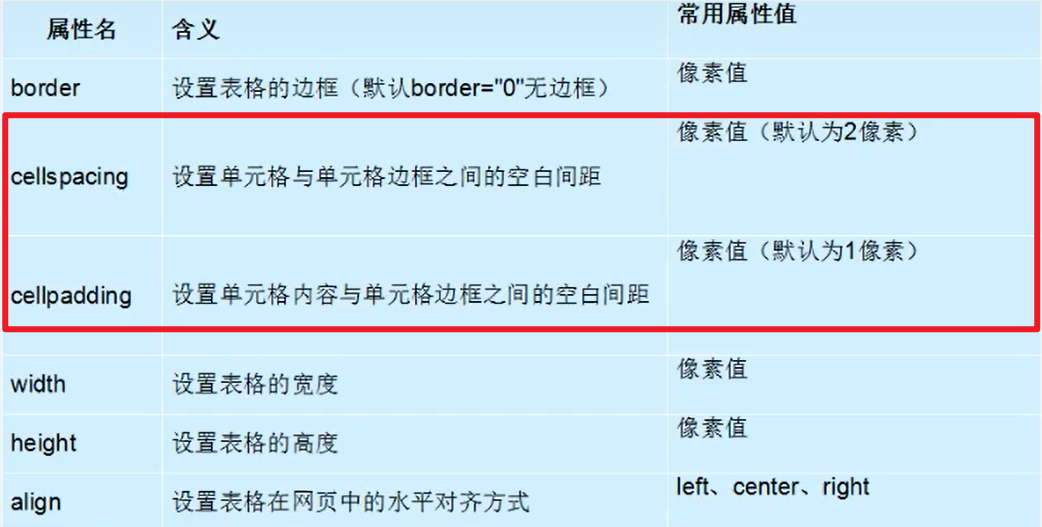 属性名 含义 常用属性值
border 设置表格的边框（默认border="0"无边框） 像素值
cellspacing 设置单元格与单元格边框之间的空白间距 像素值（默认为2像素）
cellpadding 设置单元格内容与单元格边框之间的空白间距 像素值（默认为1像素）
width 设置表格的宽度 像素值
height 设置表格的高度 像素值
align 设置表格在网页中的水平对齐方式 left、center、right